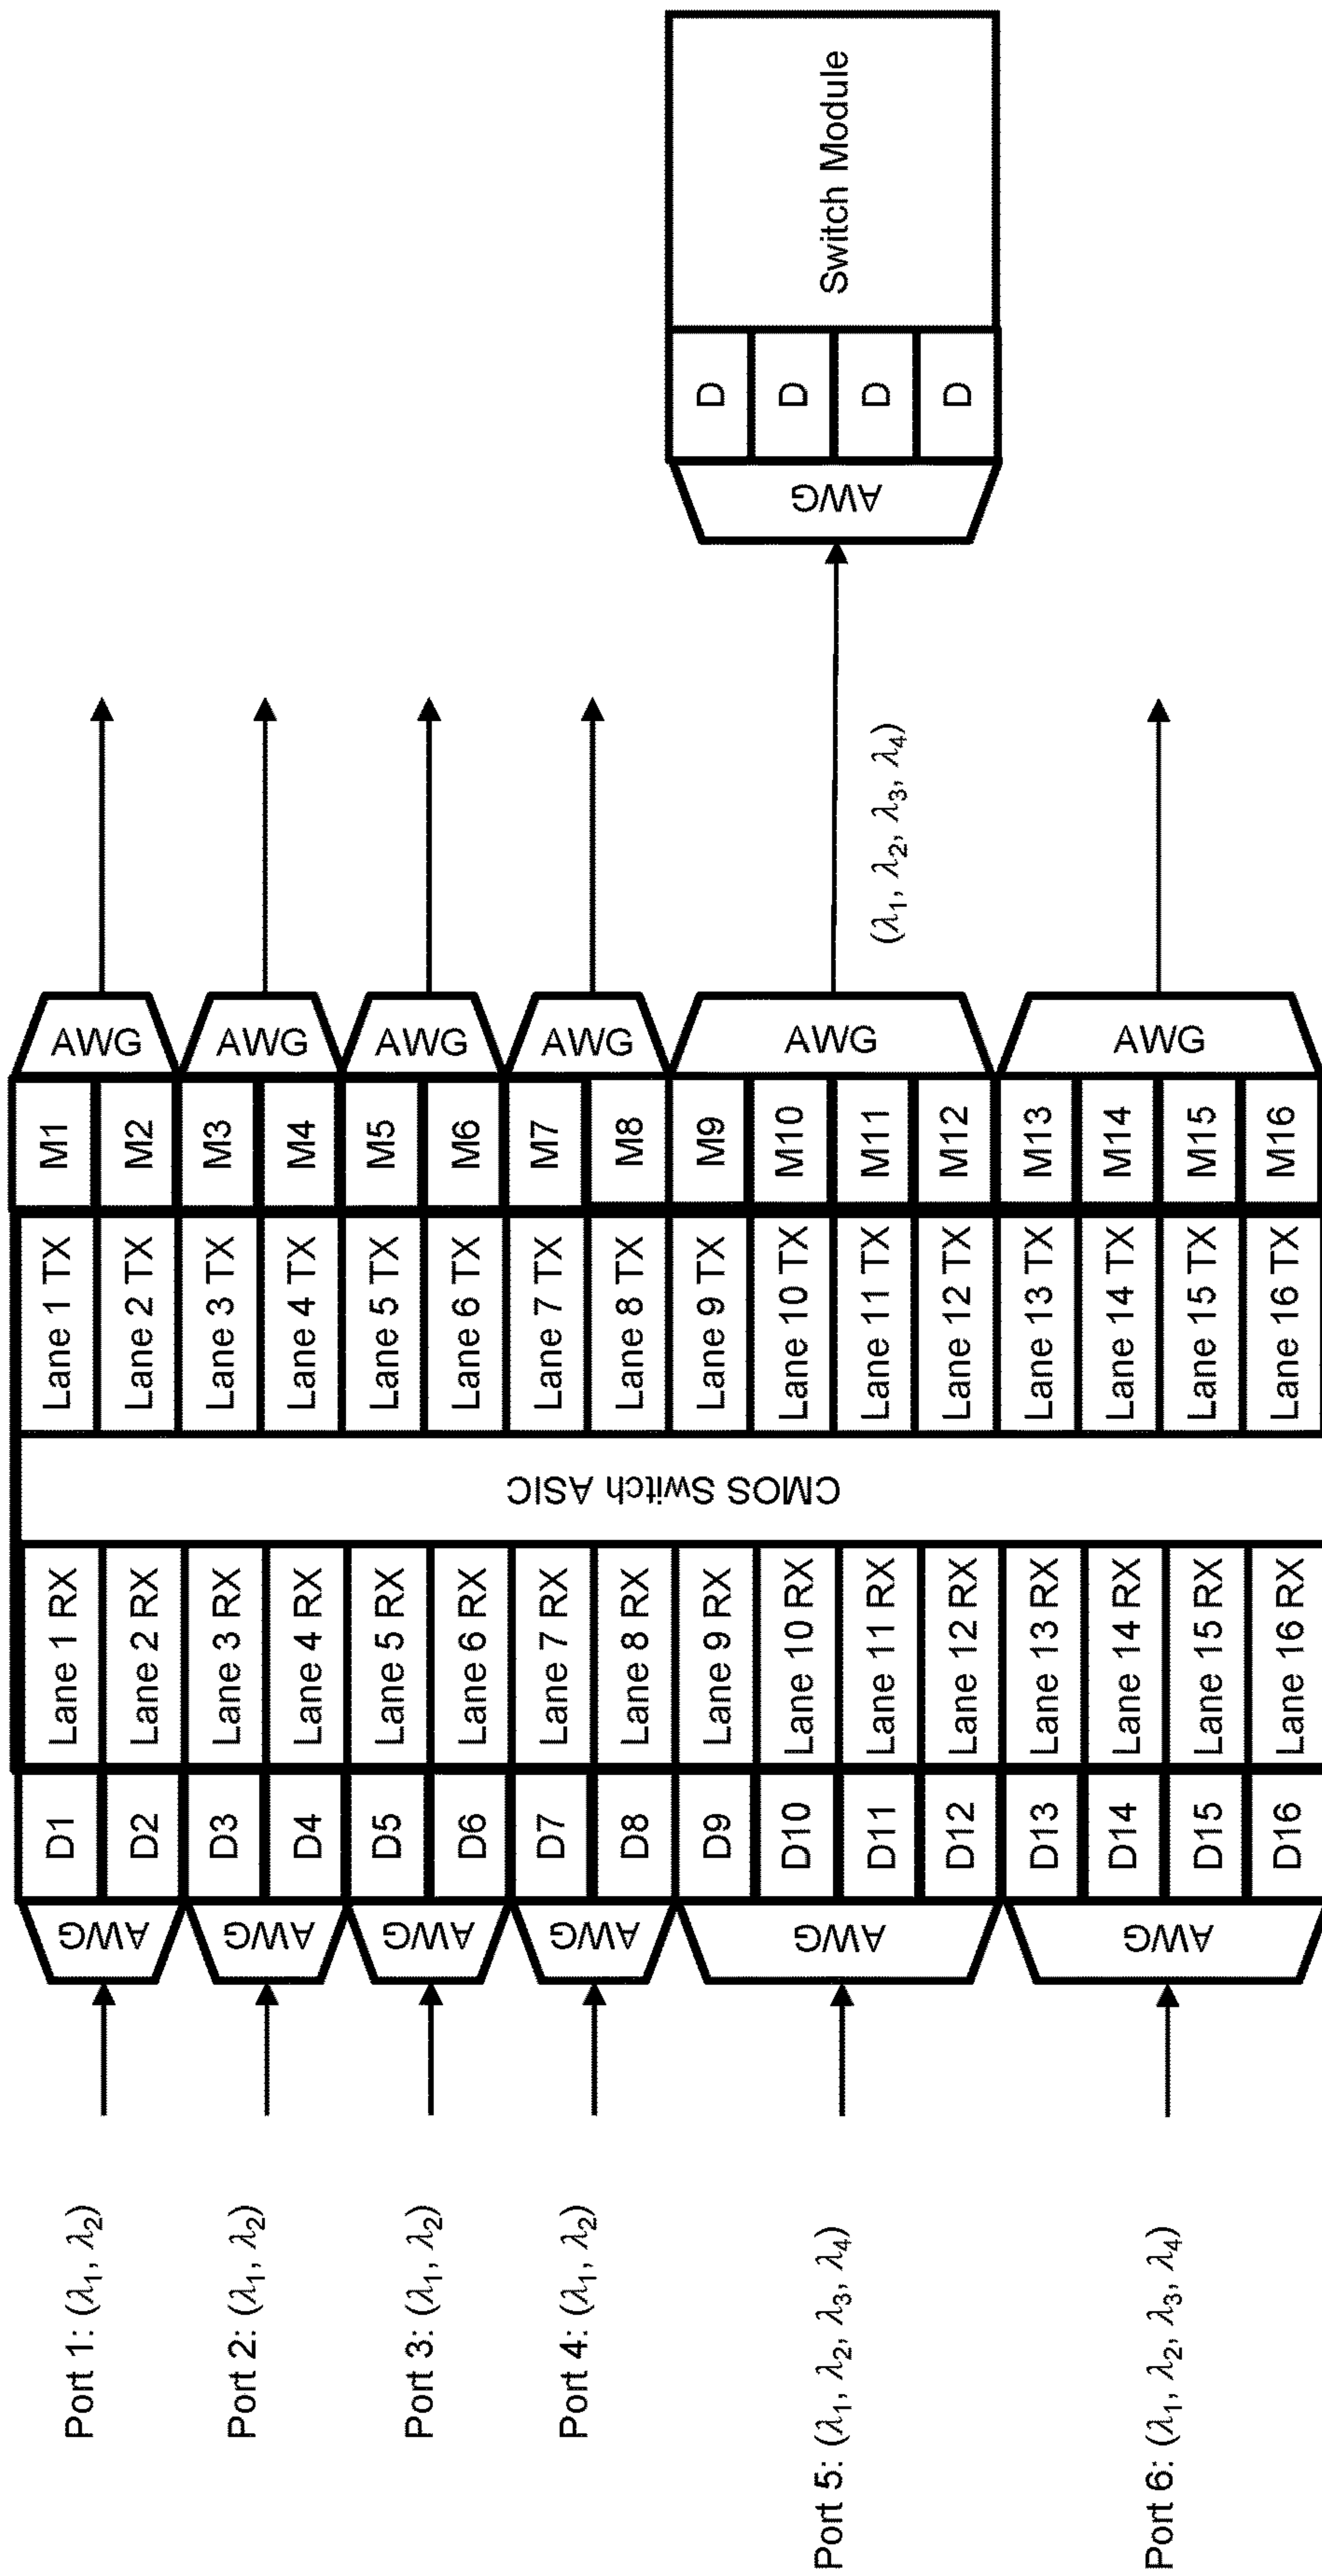 Port 1: (λ₁, λ₂)
Port 2: (λ₁, λ₂)
Port 3: (λ₁, λ₂)
Port 4: (λ₁, λ₂)
Port 5: (λ₁, λ₂, λ₃, λ₄)
Port 6: (λ₁, λ₂, λ₃, λ₄)
AWG
AWG
AWG
AWG
AWG
AWG
D1
D2
D3
D4
D5
D6
D7
D8
D9
D10
D11
D12
D13
D14
D15
D16
Lane 1 RX
Lane 2 RX
Lane 3 RX
Lane 4 RX
Lane 5 RX
Lane 6 RX
Lane 7 RX
Lane 8 RX
Lane 9 RX
Lane 10 RX
Lane 11 RX
Lane 12 RX
Lane 13 RX
Lane 14 RX
Lane 15 RX
Lane 16 RX
CMOS Switch ASIC
Lane 1 TX
Lane 2 TX
Lane 3 TX
Lane 4 TX
Lane 5 TX
Lane 6 TX
Lane 7 TX
Lane 8 TX
Lane 9 TX
Lane 10 TX
Lane 11 TX
Lane 12 TX
Lane 13 TX
Lane 14 TX
Lane 15 TX
Lane 16 TX
M1
M2
M3
M4
M5
M6
M7
M8
M9
M10
M11
M12
M13
M14
M15
M16
AWG
AWG
AWG
AWG
AWG
AWG
(λ₁, λ₂, λ₃, λ₄)
AWG
D
D
D
D
Switch Module